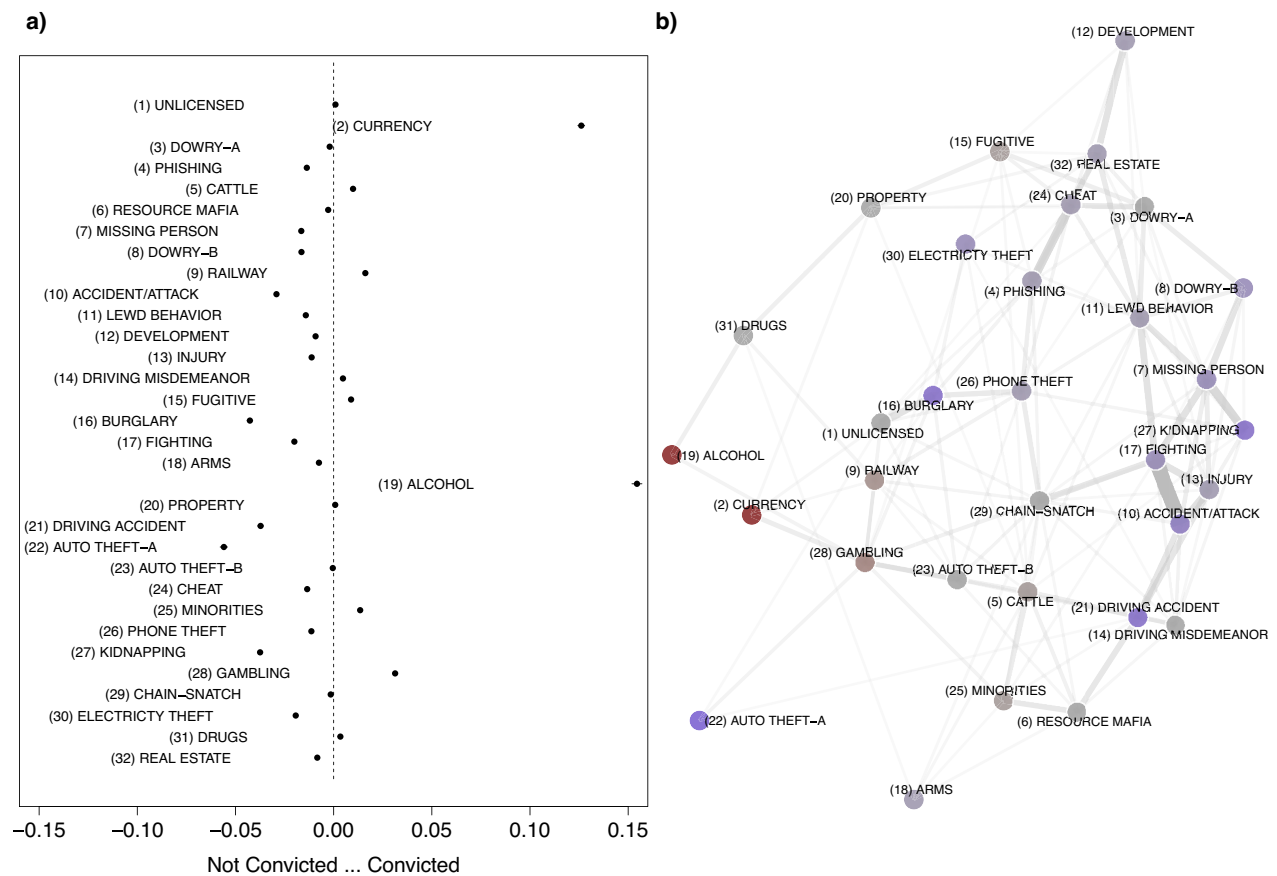 a)
(1) UNLICENSED
(2) CURRENCY
(3) DOWRY–A
(4) PHISHING
(5) CATTLE
(6) RESOURCE MAFIA
(7) MISSING PERSON
(8) DOWRY–B
(9) RAILWAY
(10) ACCIDENT/ATTACK
(11) LEWD BEHAVIOR
(12) DEVELOPMENT
(13) INJURY
(14) DRIVING MISDEMEANOR
(15) FUGITIVE
(16) BURGLARY
(17) FIGHTING
(18) ARMS
(19) ALCOHOL
(20) PROPERTY
(21) DRIVING ACCIDENT
(22) AUTO THEFT–A
(23) AUTO THEFT–B
(24) CHEAT
(25) MINORITIES
(26) PHONE THEFT
(27) KIDNAPPING
(28) GAMBLING
(29) CHAIN–SNATCH
(30) ELECTRICTY THEFT
(31) DRUGS
(32) REAL ESTATE
−0.15 −0.10 −0.05 0.00 0.05 0.10 0.15
Not Convicted ... Convicted
b)
(12) DEVELOPMENT
(15) FUGITIVE
(32) REAL ESTATE
(20) PROPERTY
(24) CHEAT
(3) DOWRY–A
(30) ELECTRICTY THEFT
(4) PHISHING
(8) DOWRY–B
(11) LEWD BEHAVIOR
(31) DRUGS
(7) MISSING PERSON
(26) PHONE THEFT
(16) BURGLARY
(1) UNLICENSED
(27) KIDNAPPING
(17) FIGHTING
(19) ALCOHOL
(9) RAILWAY
(13) INJURY
(2) CURRENCY
(29) CHAIN–SNATCH
(10) ACCIDENT/ATTACK
(28) GAMBLING
(23) AUTO THEFT–B
(5) CATTLE
(21) DRIVING ACCIDENT
(14) DRIVING MISDEMEANOR
(25) MINORITIES
(6) RESOURCE MAFIA
(22) AUTO THEFT–A
(18) ARMS